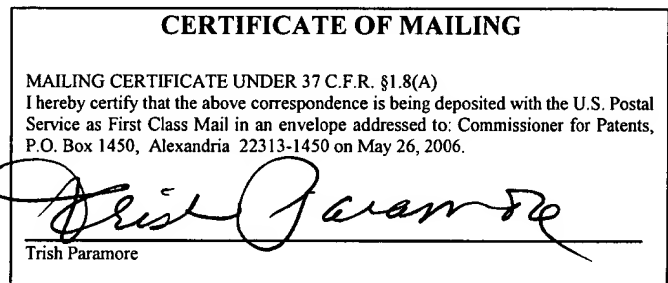 CERTIFICATE OF MAILING
MAILING CERTIFICATE UNDER 37 C.F.R. §1.8(A)
I hereby certify that the above correspondence is being deposited with the U.S. Postal
Service as First Class Mail in an envelope addressed to: Commissioner for Patents,
P.O. Box 1450, Alexandria 22313-1450 on May 26, 2006.
Trish Paramore
Trish Paramore